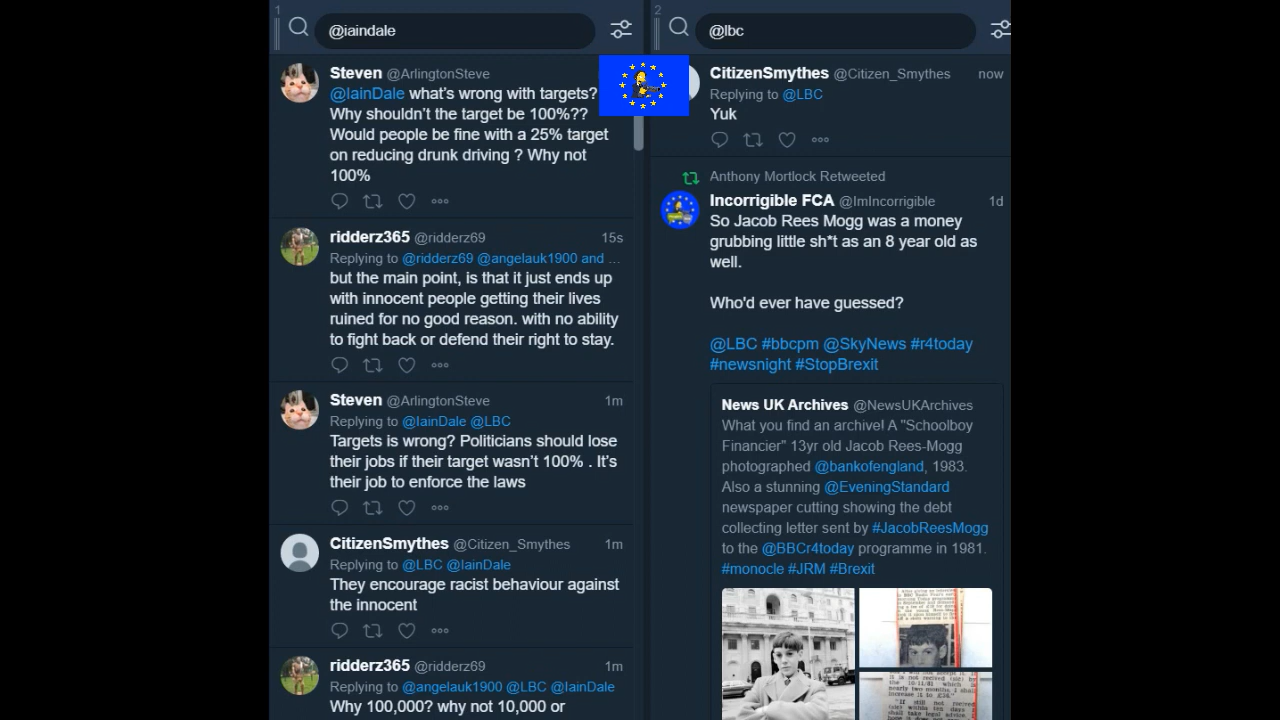 1
@iaindale
Steven @ArlingtonSteve
@IainDale what's wrong with targets?
Why shouldn't the target be 100%??
Would people be fine with a 25% target
on reducing drunk driving ? Why not
100%
ridderz365 @ridderz69 15s
Replying to @ridderz69 @angelauk1900 and ...
but the main point, is that it just ends up
with innocent people getting their lives
ruined for no good reason. with no ability
to fight back or defend their right to stay.
Steven @ArlingtonSteve 1m
Replying to @IainDale @LBC
Targets is wrong? Politicians should lose
their jobs if their target wasn't 100% . It's
their job to enforce the laws
CitizenSmythes @Citizen_Smythes 1m
Replying to @LBC @IainDale
They encourage racist behaviour against
the innocent
ridderz365 @ridderz69 1m
Replying to @angelauk1900 @LBC @IainDale
Why 100,000? why not 10,000 or
2
@lbc
CitizenSmythes @Citizen_Smythes now
Replying to @LBC
Yuk
Anthony Mortlock Retweeted
Incorrigible FCA @ImIncorrigible 1d
So Jacob Rees Mogg was a money
grubbing little sh*t as an 8 year old as
well.
Who'd ever have guessed?
@LBC #bbcpm @SkyNews #r4today
#newsnight #StopBrexit
News UK Archives @NewsUKArchives
What you find an archive! A "Schoolboy
Financier" 13yr old Jacob Rees-Mogg
photographed @bankofengland, 1983.
Also a stunning @EveningStandard
newspaper cutting showing the debt
collecting letter sent by #JacobReesMogg
to the @BBCr4today programme in 1981.
#monocle #JRM #Brexit